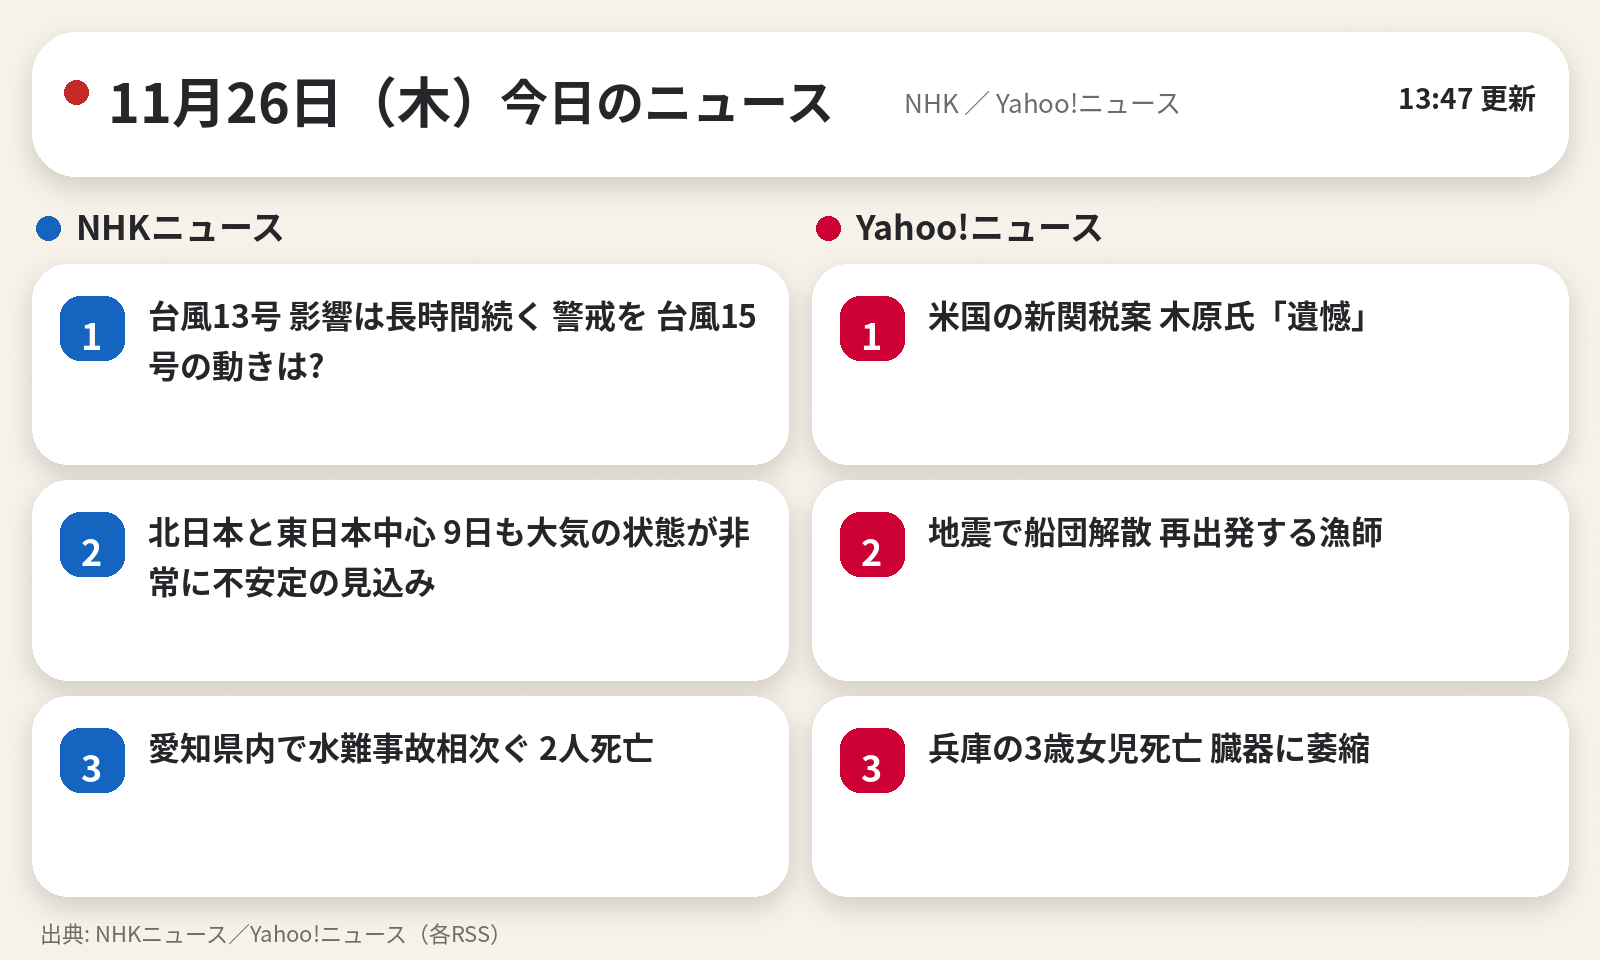 11月26日（木）今日のニュース
NHK ／ Yahoo!ニュース
13:47 更新
NHKニュース
1
台風13号 影響は長時間続く 警戒を 台風15
号の動きは?
2
北日本と東日本中心 9日も大気の状態が非
常に不安定の見込み
3
愛知県内で水難事故相次ぐ 2人死亡
Yahoo!ニュース
1
米国の新関税案 木原氏「遺憾」
2
地震で船団解散 再出発する漁師
3
兵庫の3歳女児死亡 臓器に萎縮
出典: NHKニュース／Yahoo!ニュース（各RSS）